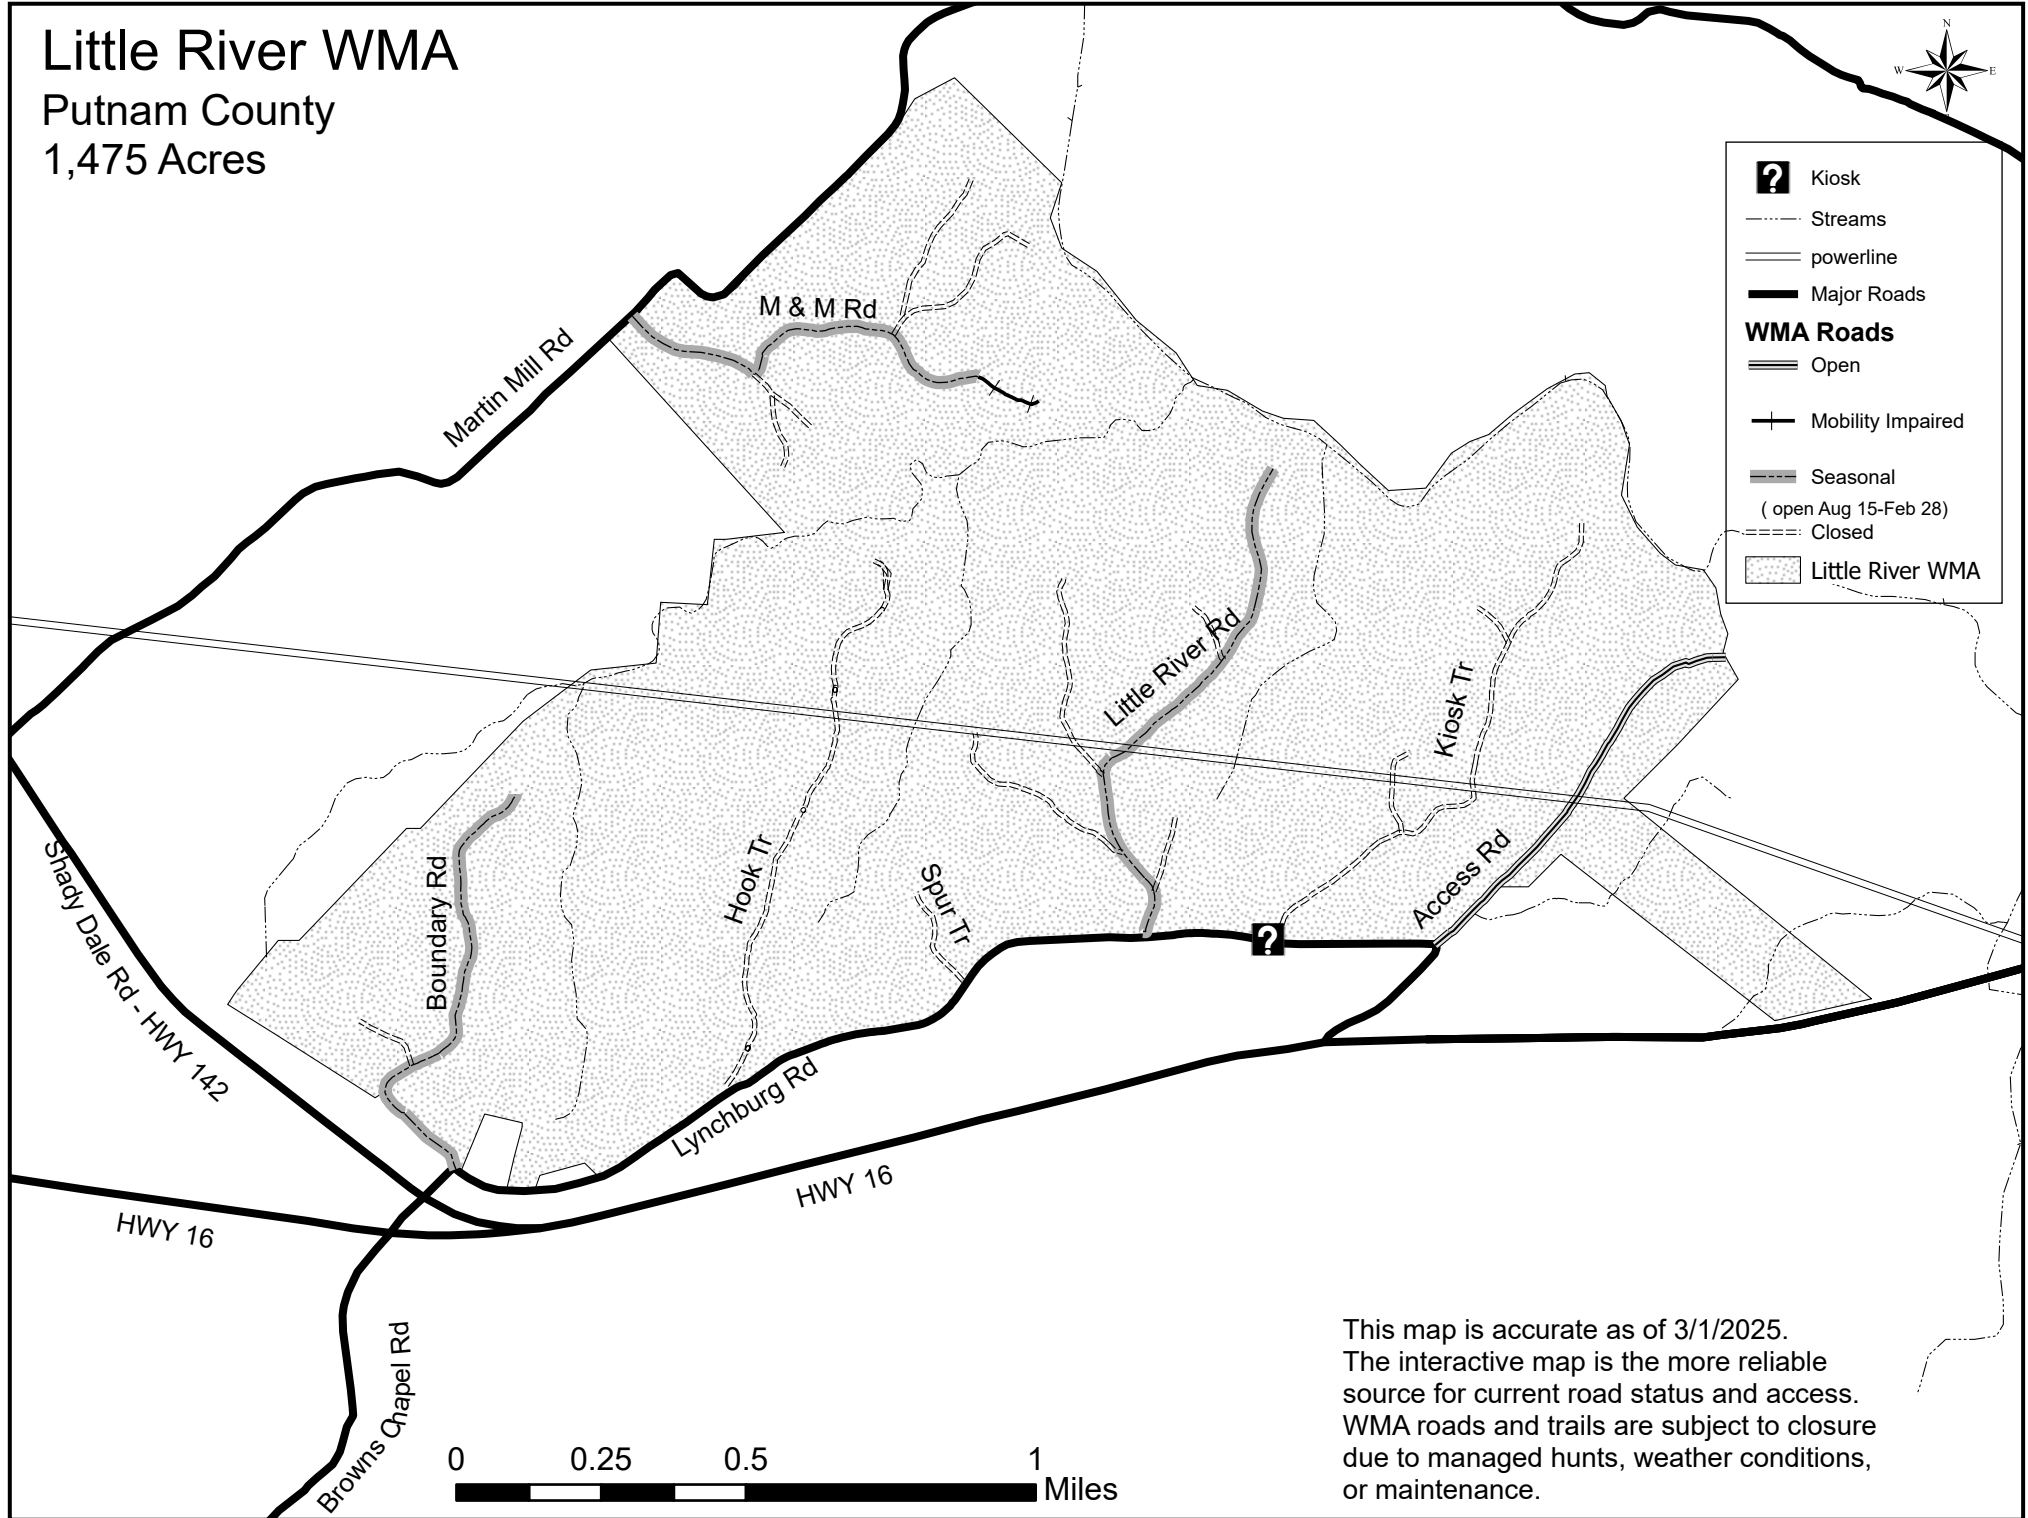 Little River WMA
Putnam County
1,475 Acres
N
W
E
Kiosk
Streams
powerline
Major Roads
WMA Roads
Open
Mobility Impaired
Seasonal
( open Aug 15-Feb 28)
Closed
Little River WMA
M & M Rd
Martin Mill Rd
Little River Rd
Kiosk Tr
Access Rd
Hook Tr
Spur Tr
Boundary Rd
Shady Dale Rd - HWY 142
Lynchburg Rd
HWY 16
HWY 16
Browns Chapel Rd
?
?
0 0.25 0.5 1
Miles
This map is accurate as of 3/1/2025.
The interactive map is the more reliable
source for current road status and access.
WMA roads and trails are subject to closure
due to managed hunts, weather conditions,
or maintenance.